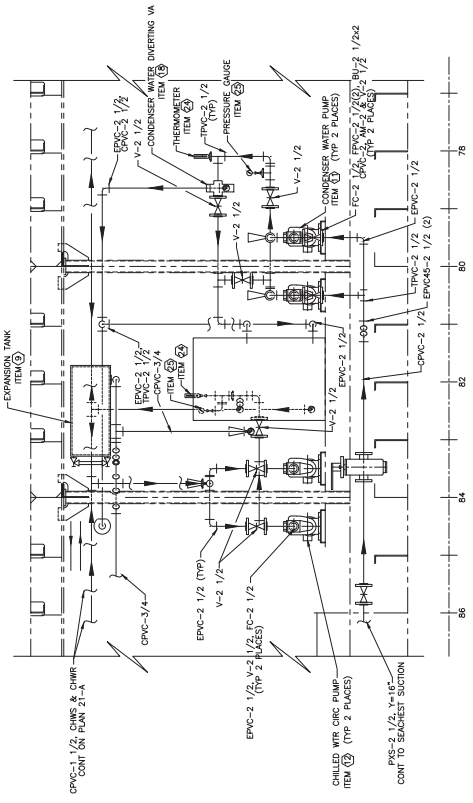 CPVC-1 1/2, CHWS & CHWR
CONT ON PLAN 21-A
EXPANSION TANK
ITEM 9
EPVC-2 1/2
CPVC-2 1/2
V-2 1/2
CONDENSER WATER DIVERTING VA
ITEM 18
THERMOMETER
ITEM 24
TPVC-2 1/2
(TYP)
PRESSURE GAUGE
ITEM 25
V-2 1/2
V-2 1/2
CONDENSER WATER PUMP
ITEM 11 (TYP 2 PLACES)
FC-2 1/2, FPVC-2 1/2(2), BU-2 1/2x2
CPVC-2, AM-2 & V-2 1/2
(TYP 2 PLACES)
EPVC-2 1/2
TPVC-2 1/2
EPVC45-2 1/2 (2)
CPVC-2 1/2
EPVC-2 1/2
TPVC-2 1/2
CPVC-3/4
ITEM 25
ITEM 24
EPVC-2 1/2
V-2 1/2
CPVC-3/4
EPVC-2 1/2 (TYP)
V-2 1/2
EPVC-2 1/2, V-2 1/2, FC-2 1/2
(TYP 2 PLACES)
CHILLED WTR CIRC PUMP
ITEM 12 (TYP 2 PLACES)
PXS-2 1/2, Y=16"
CONT TO SEACHEST SUCTION
86
84
82
80
78